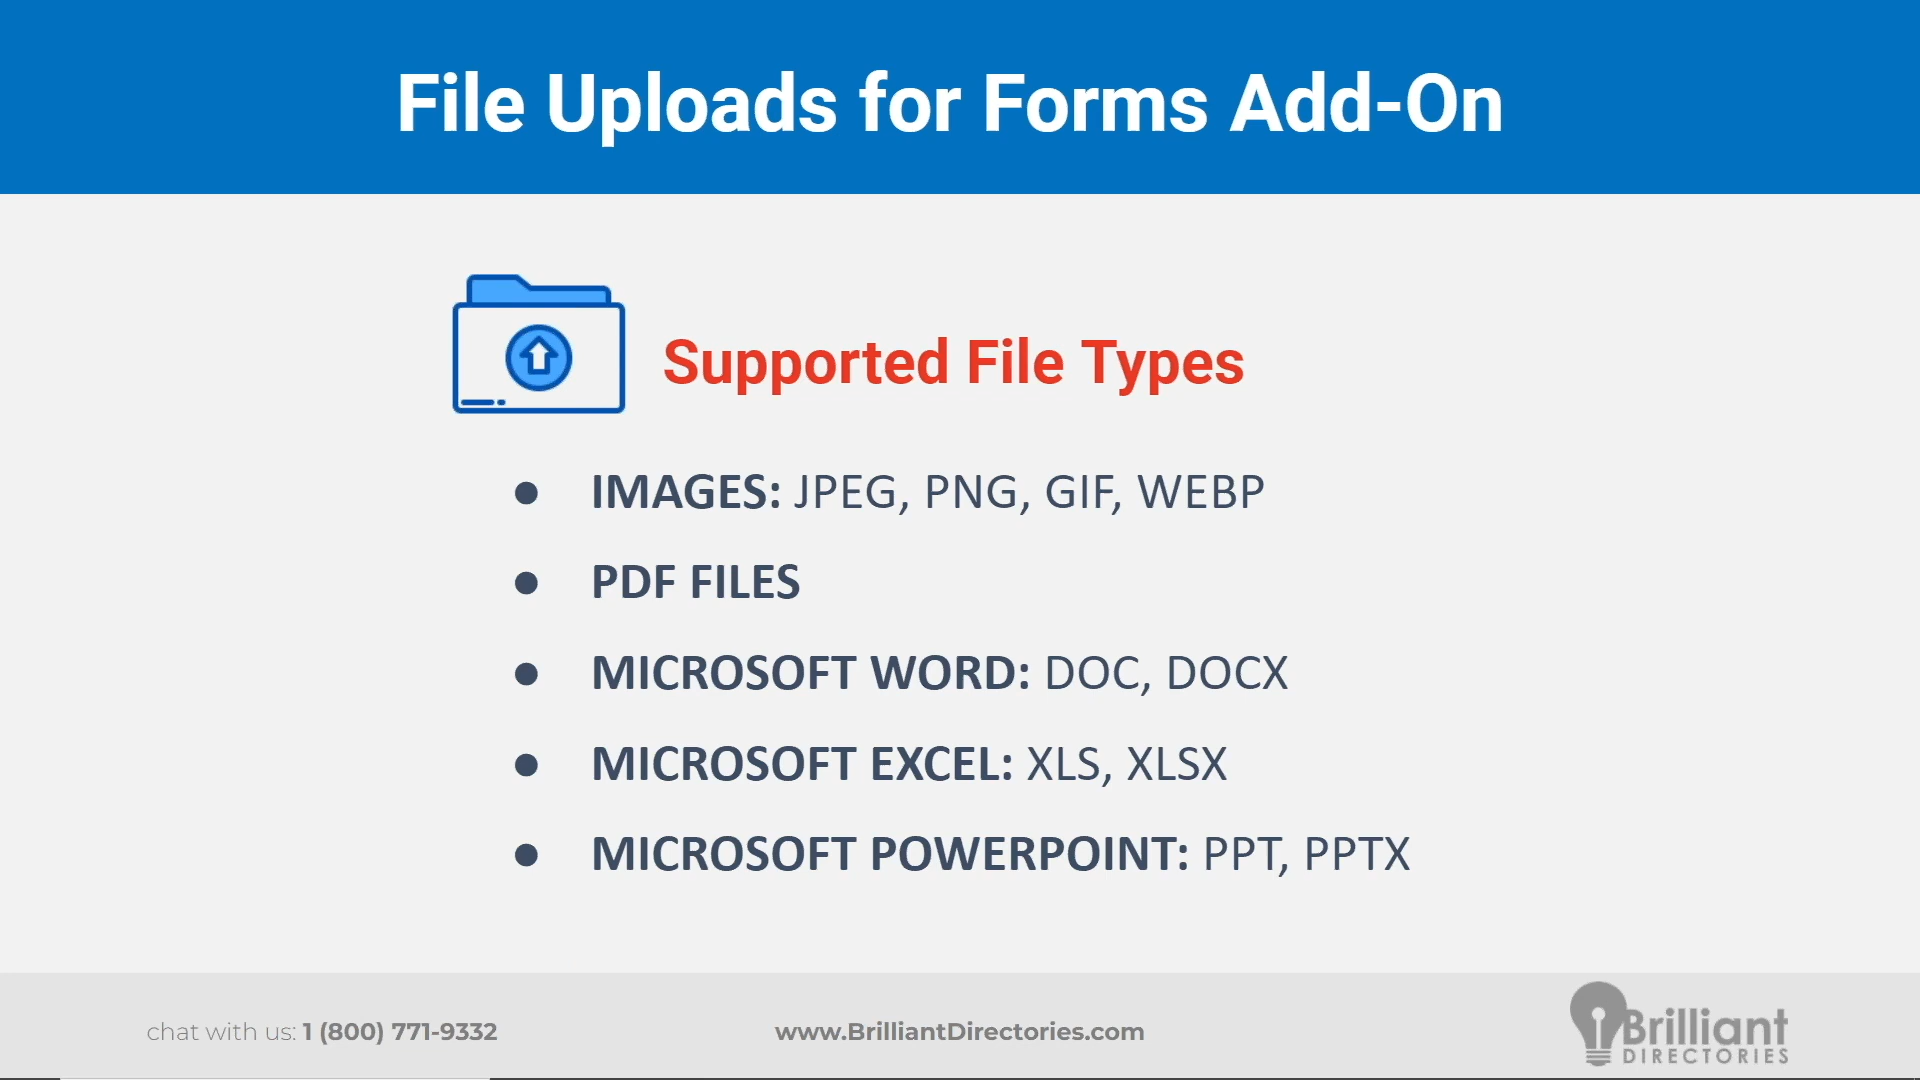 File Uploads for Forms Add-On
Supported File Types
● IMAGES: JPEG, PNG, GIF, WEBP
● PDF FILES
● MICROSOFT WORD: DOC, DOCX
● MICROSOFT EXCEL: XLS, XLSX
● MICROSOFT POWERPOINT: PPT, PPTX
chat with us: 1 (800) 771-9332
www.BrilliantDirectories.com
Brilliant
DIRECTORIES